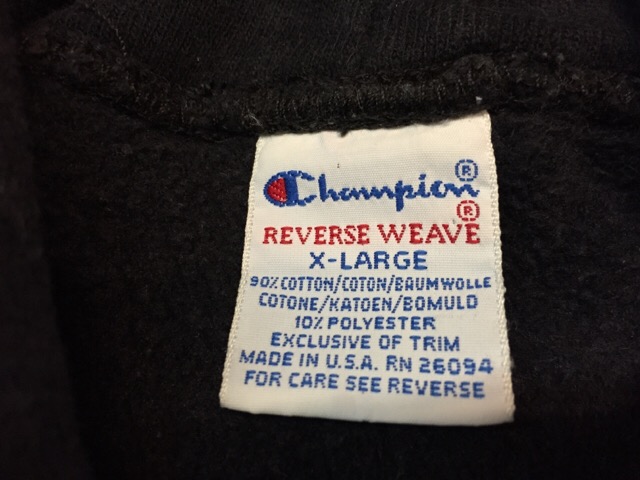 Champion®
REVERSE WEAVE®
X-LARGE
90% COTTON/COTON/BAUMWOLLE
COTONE/KATOEN/BOMULD
10% POLYESTER
EXCLUSIVE OF TRIM
MADE IN U.S.A. RN 26094
FOR CARE SEE REVERSE